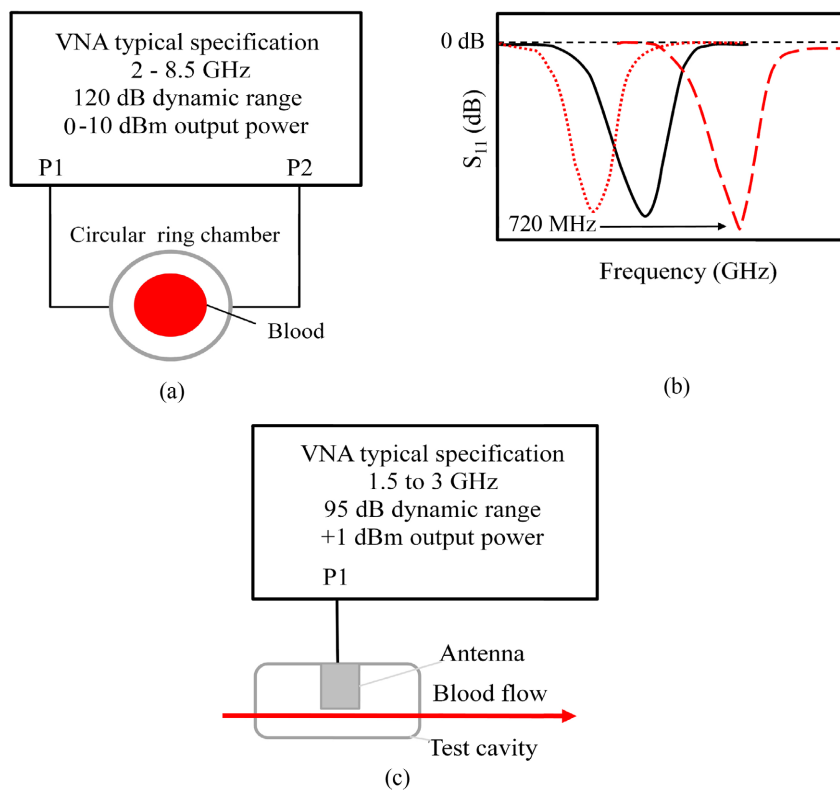 VNA typical specification
2 - 8.5 GHz
120 dB dynamic range
0-10 dBm output power
P1 P2
Circular ring chamber
Blood
(a)
0 dB
S11 (dB)
720 MHz
Frequency (GHz)
(b)
VNA typical specification
1.5 to 3 GHz
95 dB dynamic range
+1 dBm output power
P1
Antenna
Blood flow
Test cavity
(c)